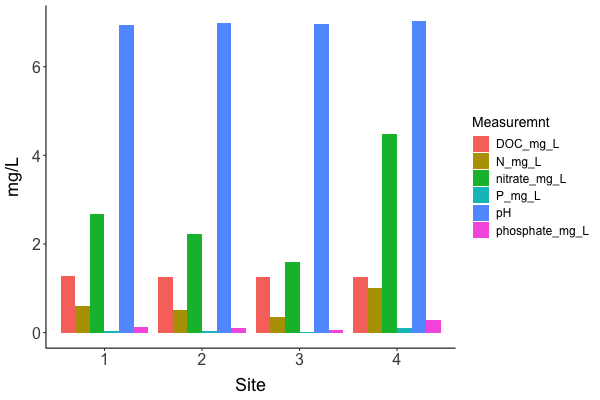 mg/L
6
4
2
0
1 2 3 4
Site
Measuremnt
DOC_mg_L
N_mg_L
nitrate_mg_L
P_mg_L
pH
phosphate_mg_L